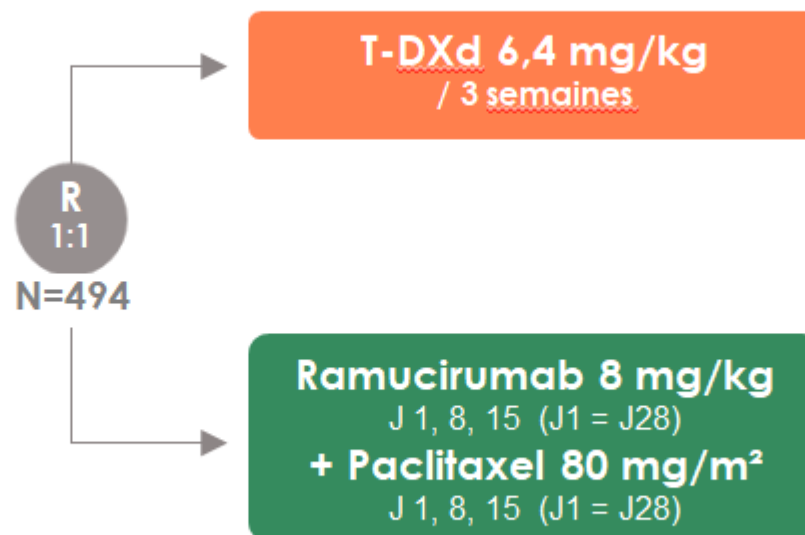 T-DXd 6,4 mg/kg
/ 3 semaines
R
1:1
N=494
Ramucirumab 8 mg/kg
J 1, 8, 15 (J1 = J28)
+ Paclitaxel 80 mg/m²
J 1, 8, 15 (J1 = J28)